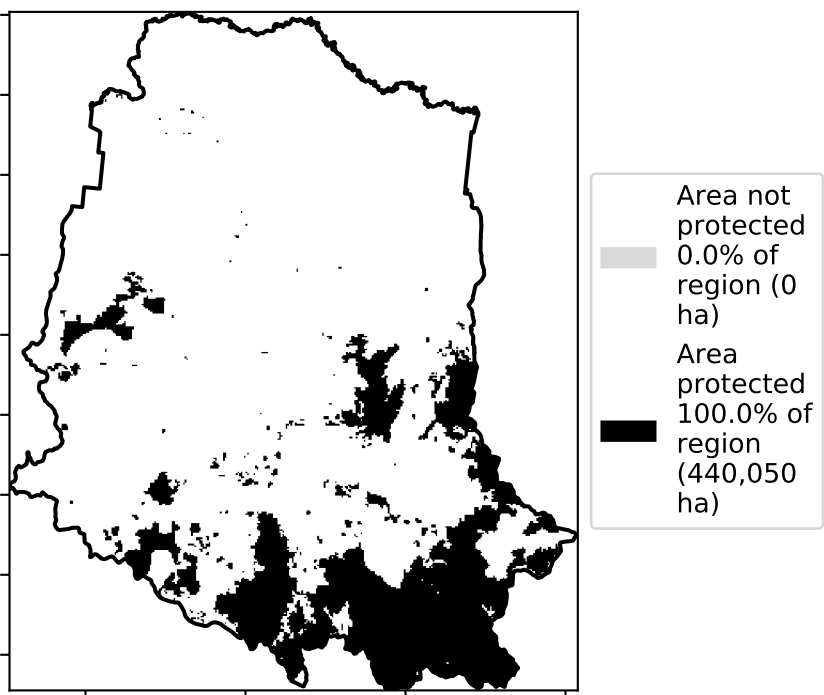 Area not
protected
0.0% of
region (0
ha)
Area
protected
100.0% of
region
(440,050
ha)